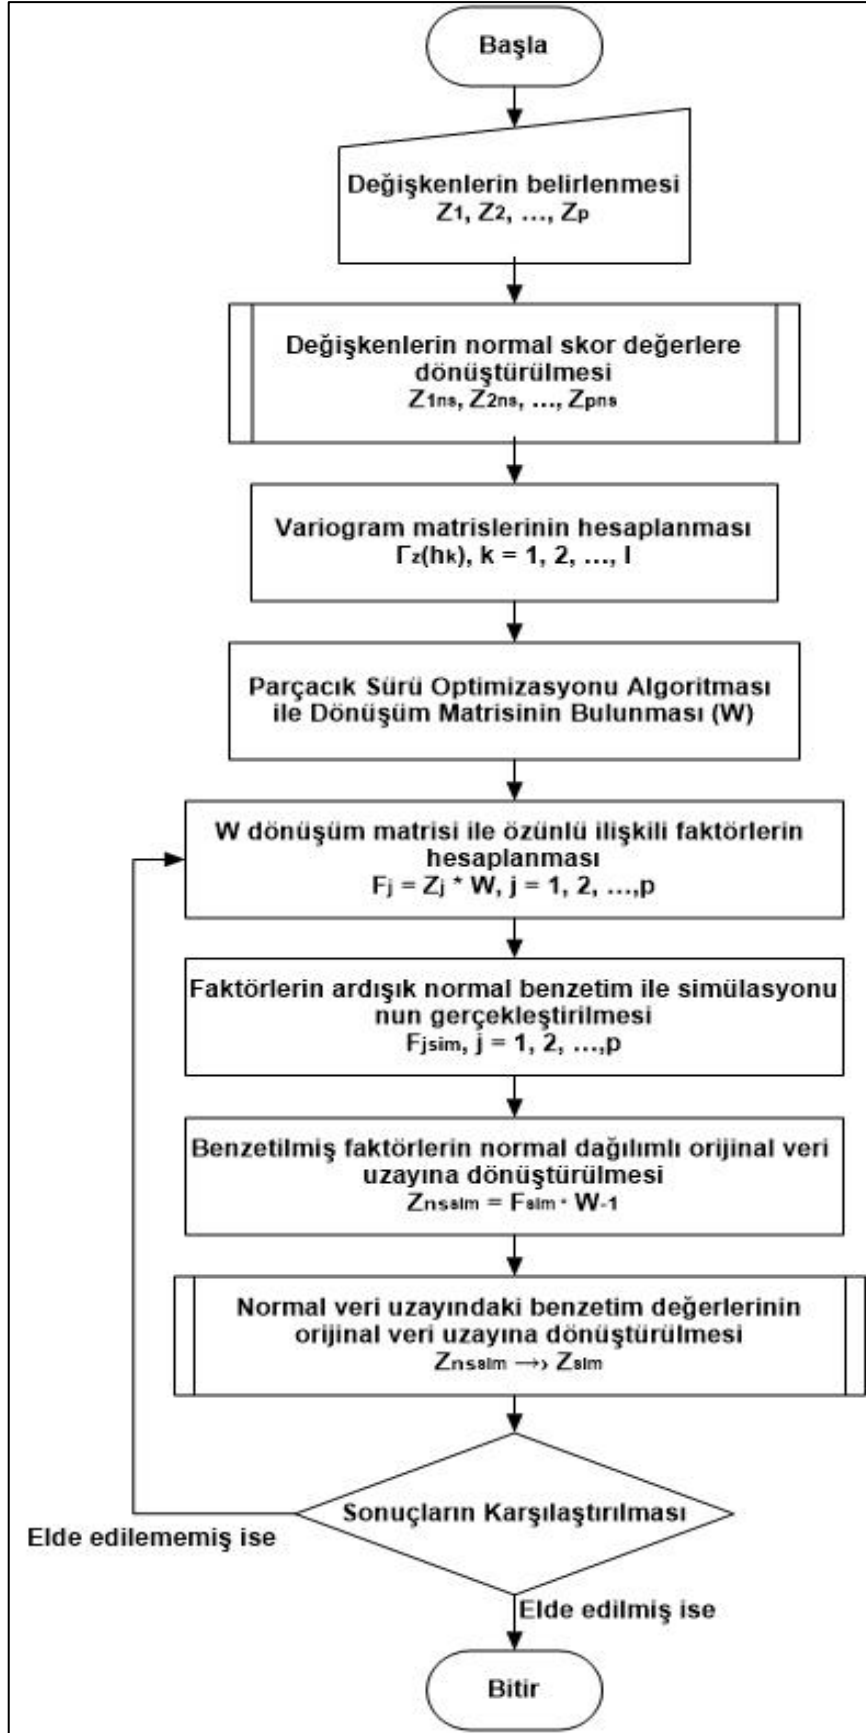 Başla
Değişkenlerin belirlenmesi
Z1, Z2, ..., Zp
Değişkenlerin normal skor değerlere
dönüştürülmesi
Z1ns, Z2ns, ..., Zpns
Variogram matrislerinin hesaplanması
Γz(hk), k = 1, 2, ..., l
Parçacık Sürü Optimizasyonu Algoritması
ile Dönüşüm Matrisinin Bulunması (W)
W dönüşüm matrisi ile özünlü ilişkili faktörlerin
hesaplanması
Fj = Zj * W, j = 1, 2, ...,p
Faktörlerin ardışık normal benzetim ile simülasyonu
nun gerçekleştirilmesi
Fjsim, j = 1, 2, ...,p
Benzetilmiş faktörlerin normal dağılımlı orijinal veri
uzayına dönüştürülmesi
Znssim = Fsim * W-1
Normal veri uzayındaki benzetim değerlerinin
orijinal veri uzayına dönüştürülmesi
Znssim →› Zsim
Sonuçların Karşılaştırılması
Elde edilememiş ise
Elde edilmiş ise
Bitir